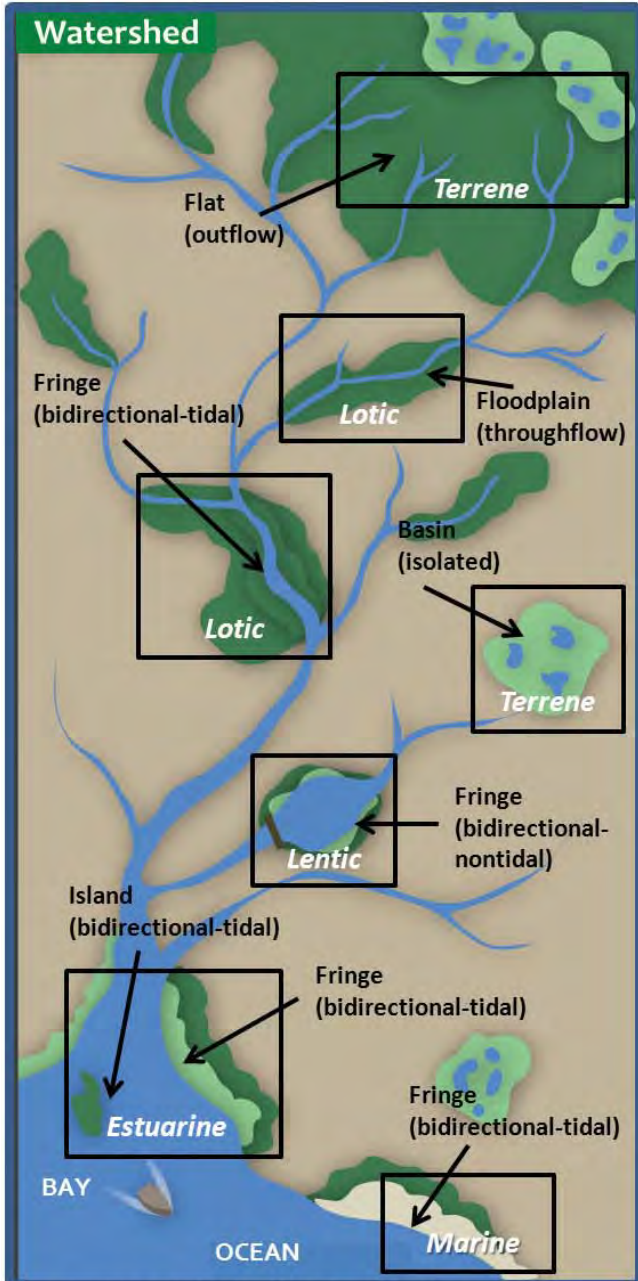 Watershed
Terrene
Flat
(outflow)
Fringe
(bidirectional-tidal)
Lotic
Floodplain
(throughflow)
Basin
(isolated)
Lotic
Terrene
Fringe
(bidirectional-
nontidal)
Lentic
Island
(bidirectional-tidal)
Fringe
(bidirectional-tidal)
Estuarine
Fringe
(bidirectional-tidal)
BAY
OCEAN
Marine